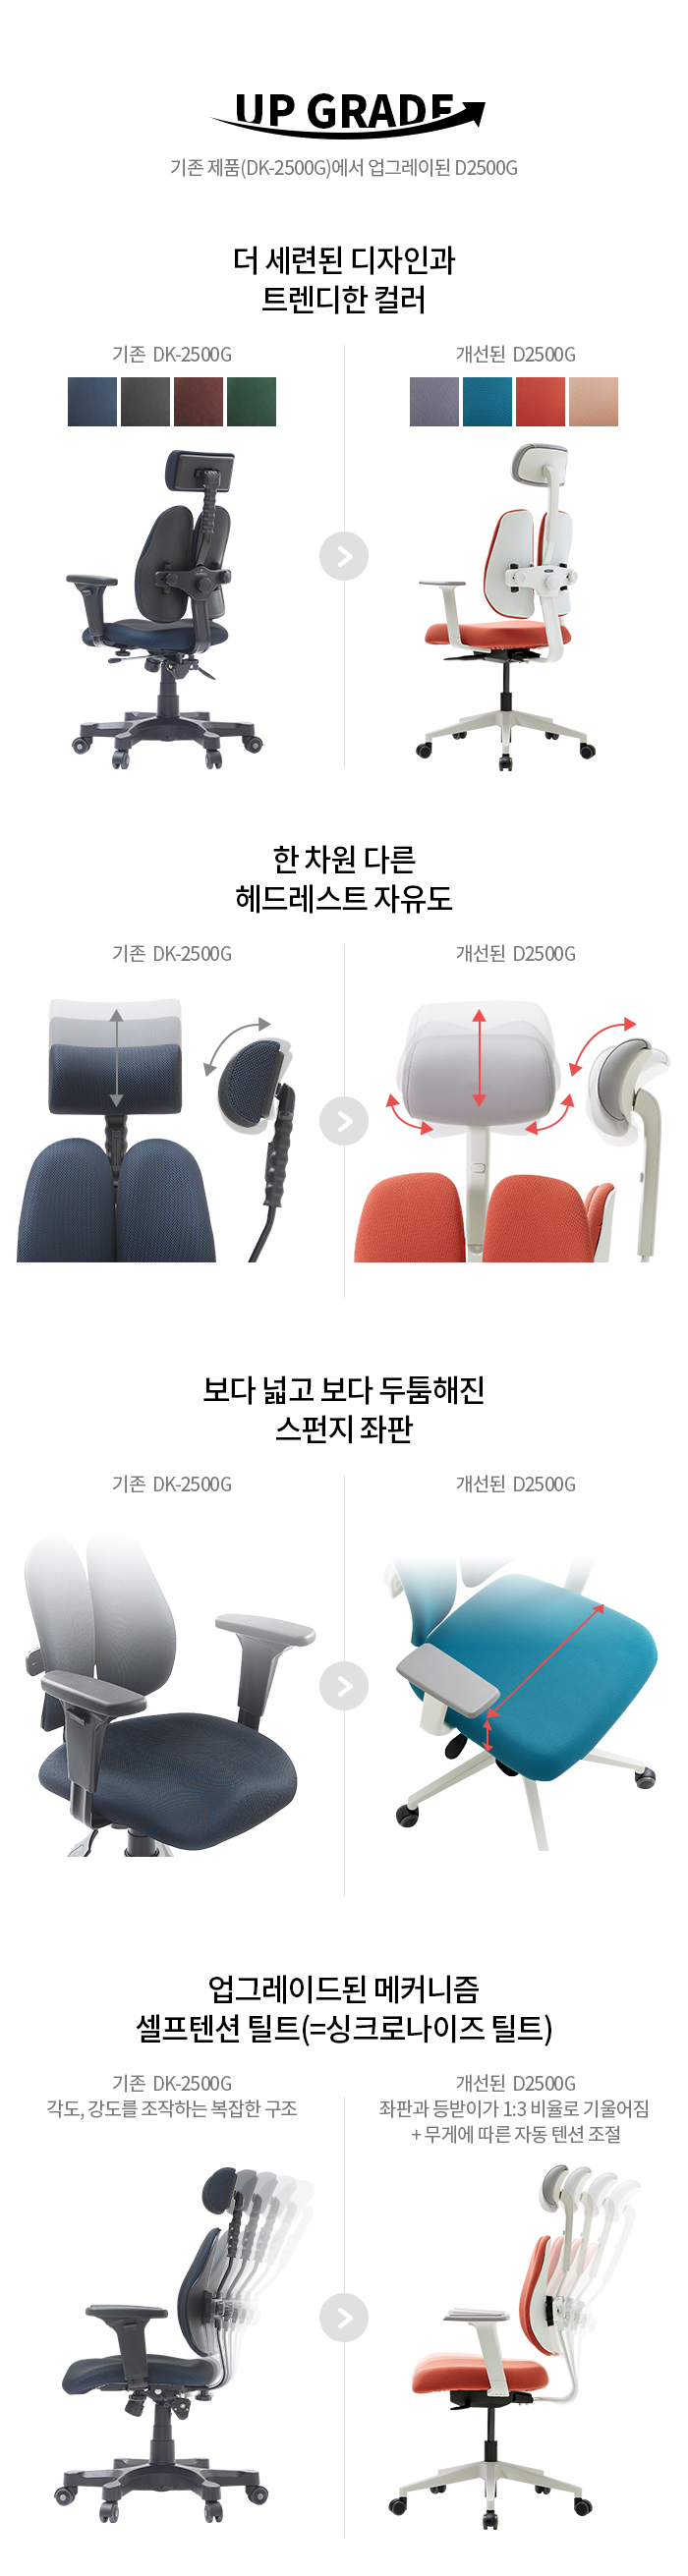 UP GRADE
기존 제품(DK-2500G)에서 업그레이된 D2500G
더 세련된 디자인과
트렌디한 컬러
기존 DK-2500G
개선된 D2500G
한 차원 다른
헤드레스트 자유도
기존 DK-2500G
개선된 D2500G
보다 넓고 보다 두툼해진
스펀지 좌판
기존 DK-2500G
개선된 D2500G
업그레이드된 메커니즘
셀프텐션 틸트(=싱크로나이즈 틸트)
기존 DK-2500G
각도, 강도를 조작하는 복잡한 구조
개선된 D2500G
좌판과 등받이가 1:3 비율로 기울어짐
+ 무게에 따른 자동 텐션 조절